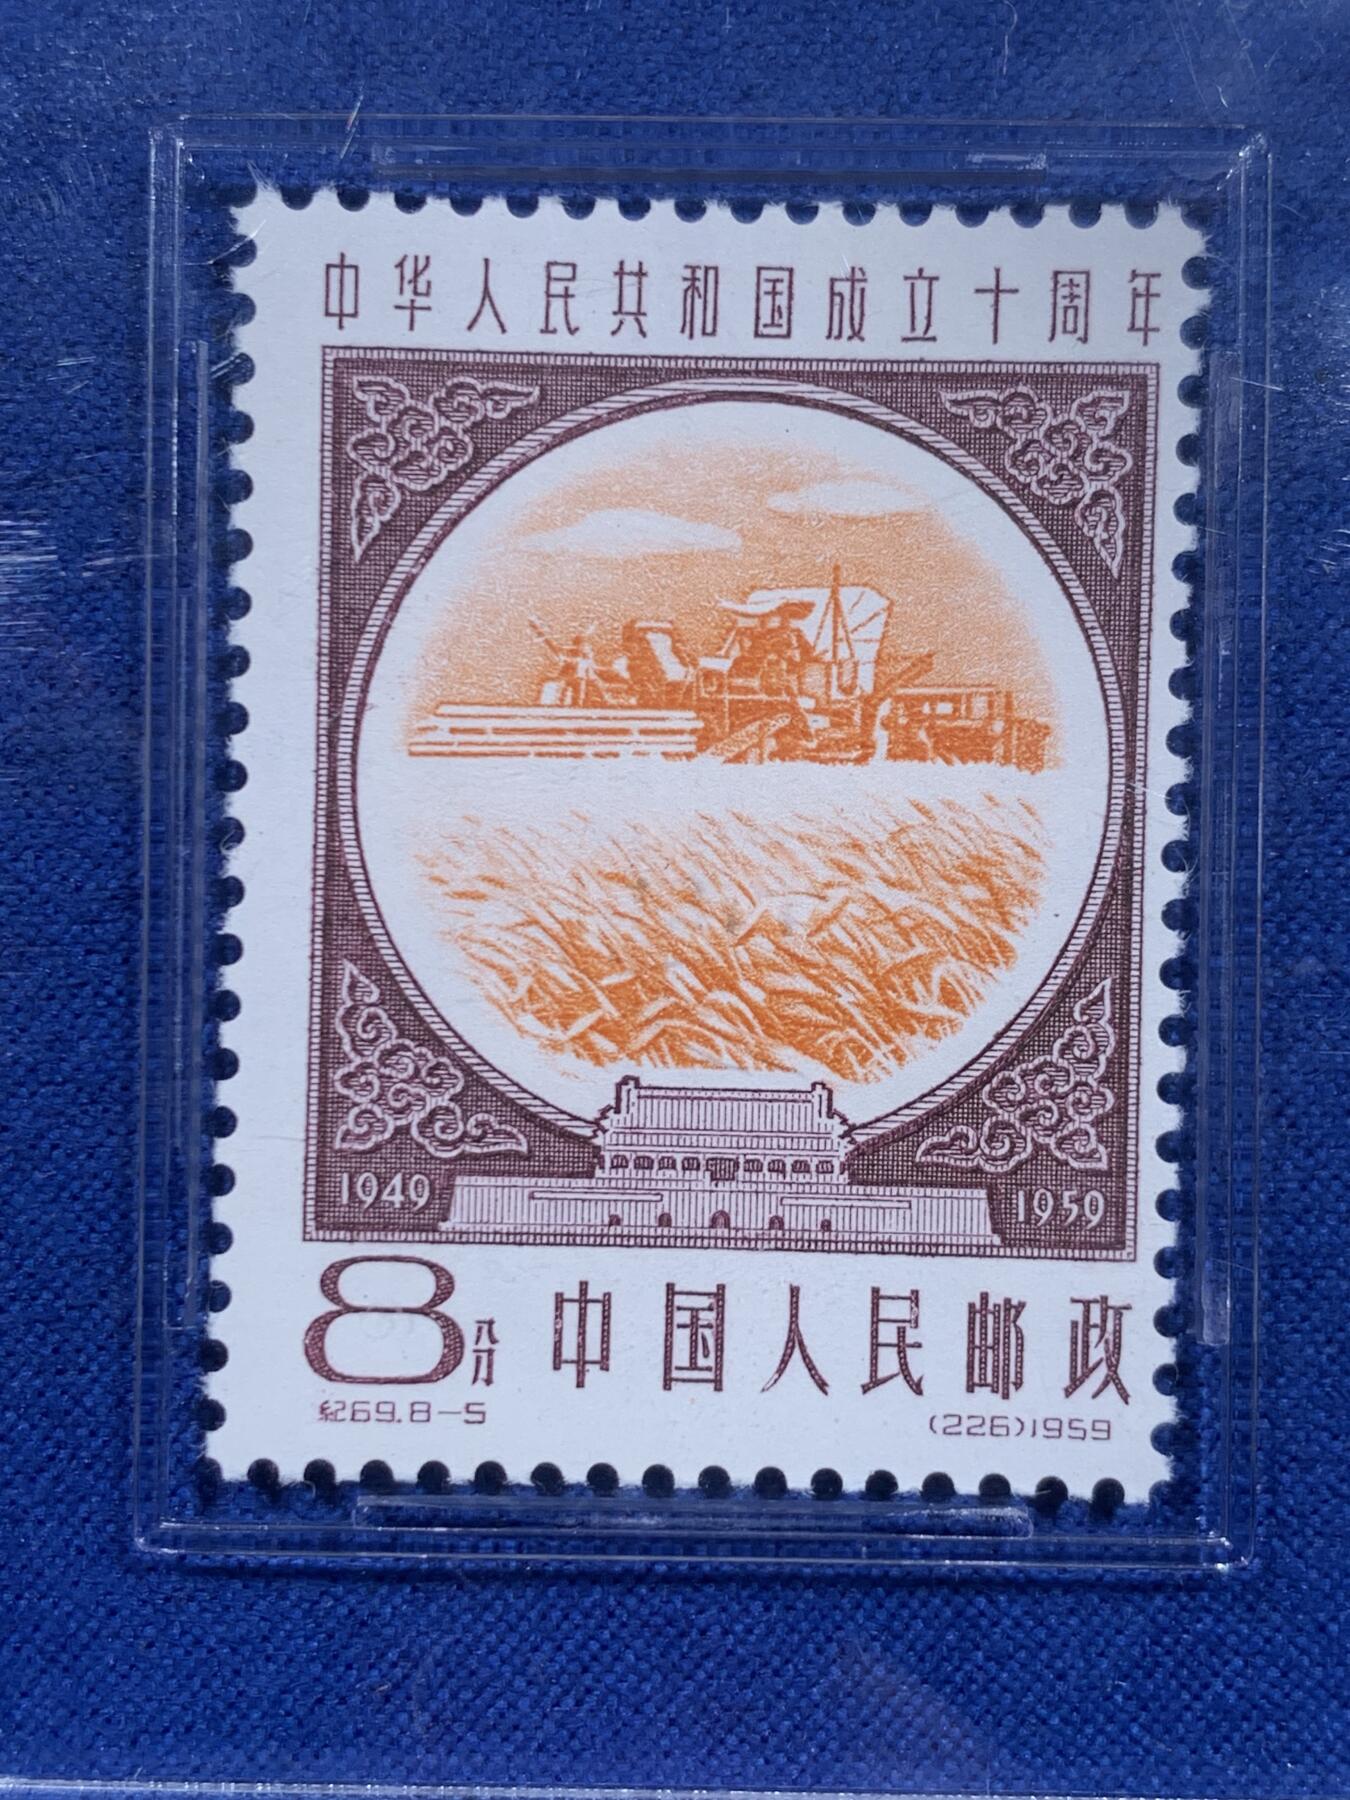 中华人民共和国成立十周年
1949 1959
8分 中国人民邮政
紀69.8-5 (226)1959